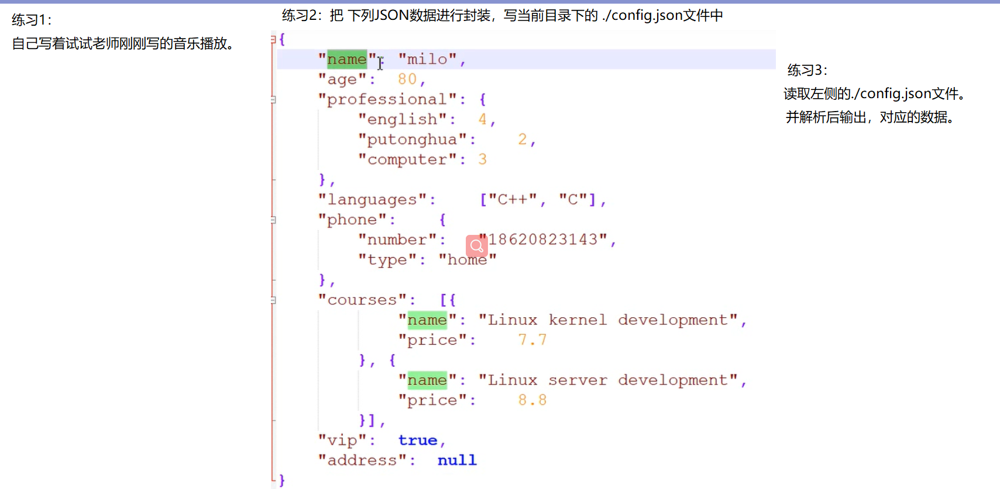 练习1：
自己写着试试老师刚刚写的音乐播放。
练习2：把 下列JSON数据进行封装，写当前目录下的 ./config.json文件中
{
"name": "milo",
"age": 80,
"professional": {
"english": 4,
"putonghua": 2,
"computer": 3
},
"languages": ["C++", "C"],
"phone": {
"number": "18620823143",
"type": "home"
},
"courses": [{
"name": "Linux kernel development",
"price": 7.7
}, {
"name": "Linux server development",
"price": 8.8
}],
"vip": true,
"address": null
}
练习3：
读取左侧的./config.json文件。
并解析后输出，对应的数据。